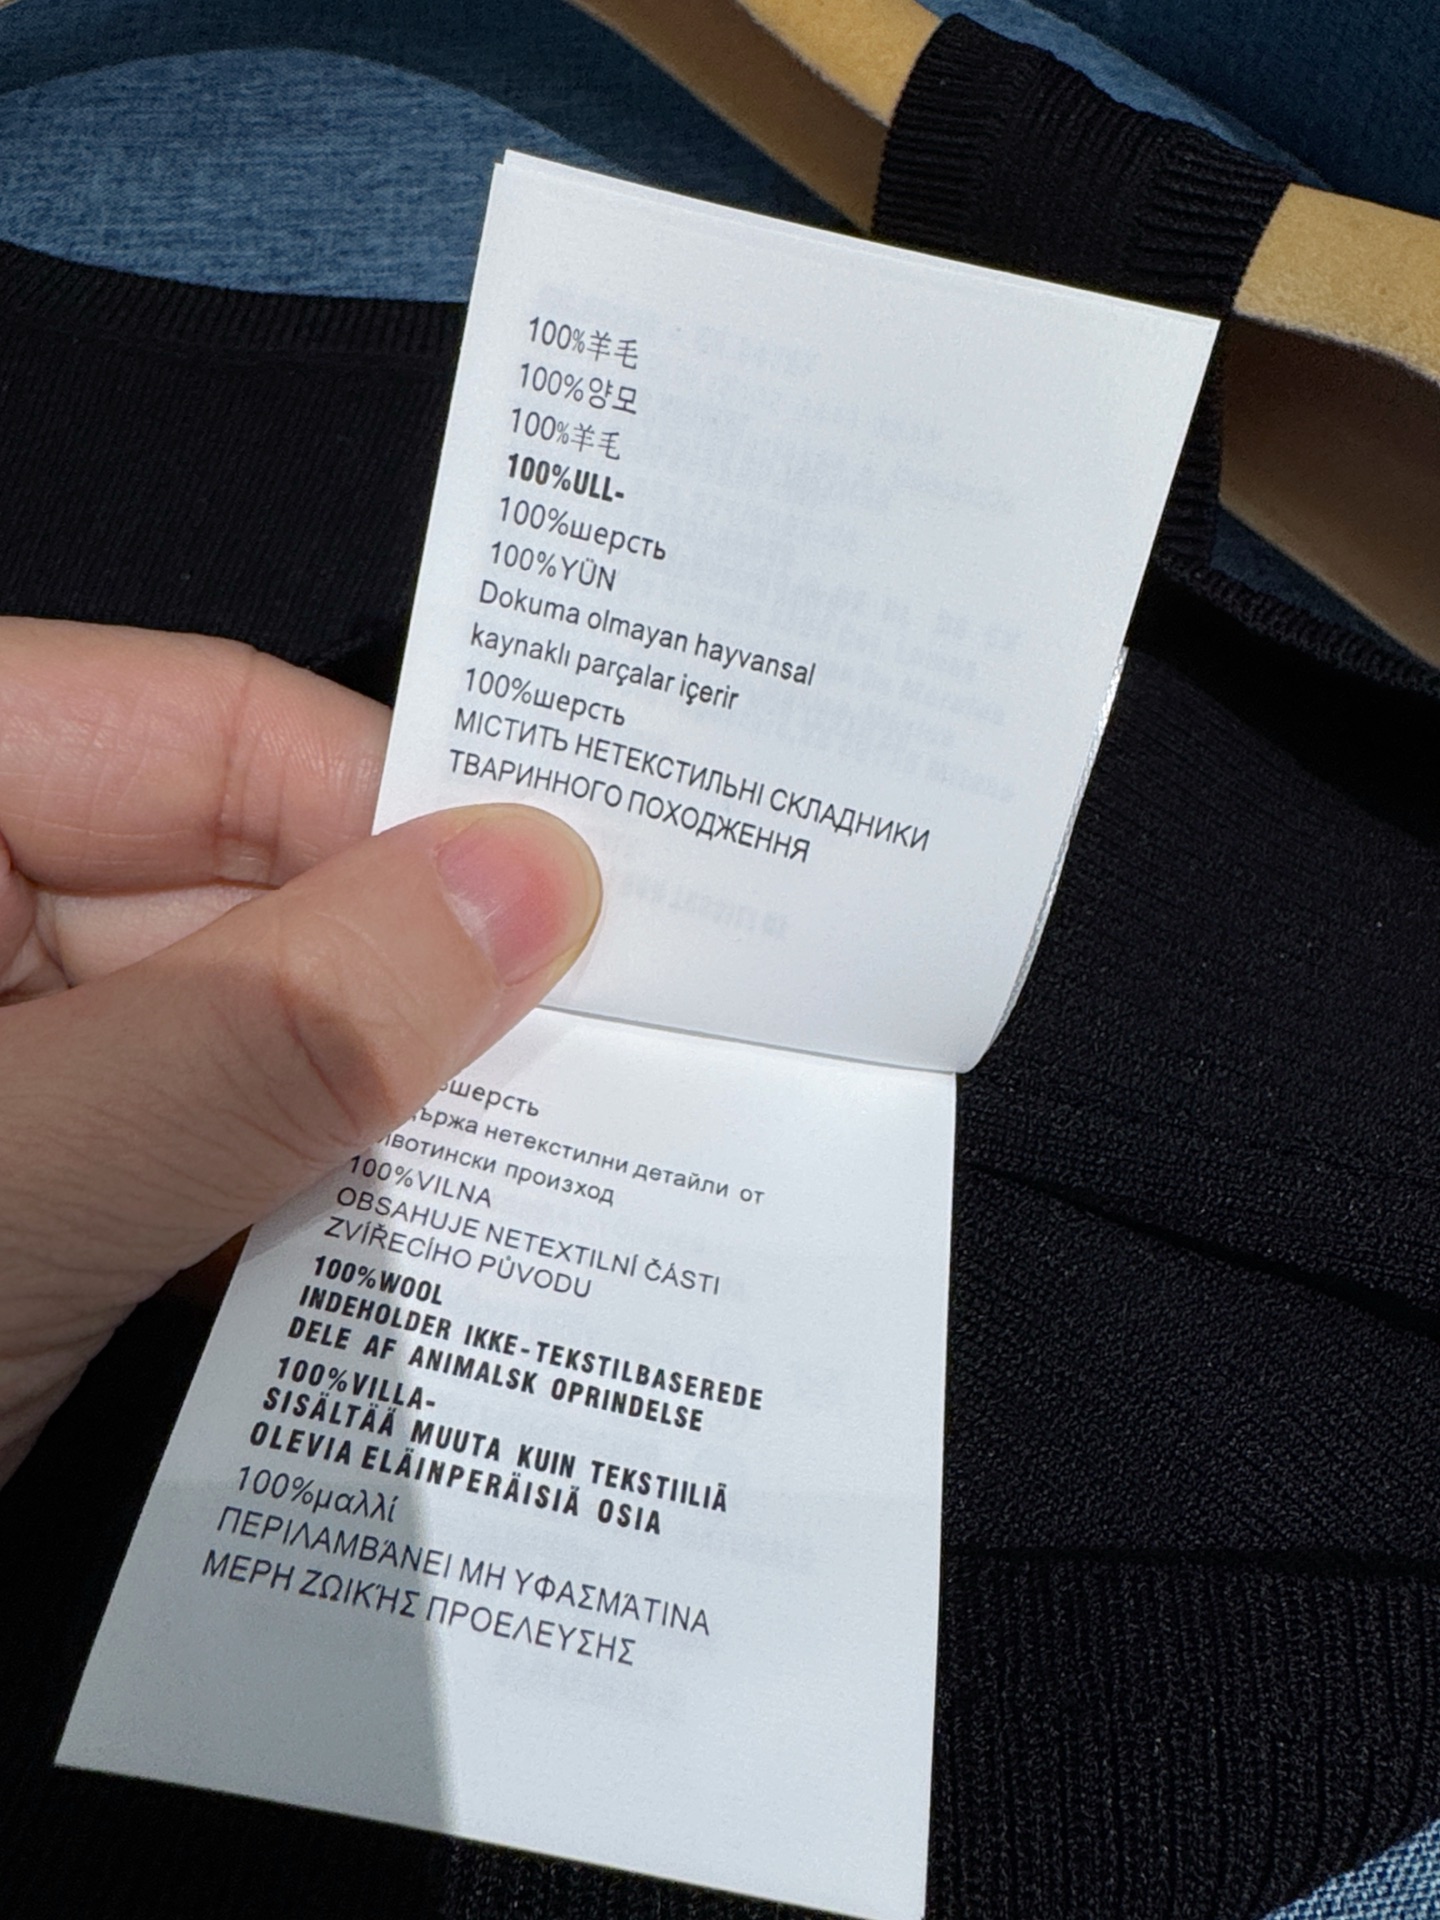 100%羊毛
100%양모
100%羊毛
100%ULL-
100%шерсть
100%YÜN
Dokuma olmayan hayvansal
kaynaklı parçalar içerir
100%шерсть
МІСТИТЬ НЕТЕКСТИЛЬНІ СКЛАДНИКИ
ТВАРИННОГО ПОХОДЖЕННЯ
шерсть
нетекстилни детайли от
произход
100%VILNA
OBSAHUJE NETEXTILNÍ ČÁSTI
ZVÍŘECÍHO PŮVODU
100%WOOL
INDEHOLDER IKKE-TEKSTILBASEREDE
DELE AF ANIMALSK OPRINDELSE
100%VILLA-
SISÄLTÄÄ MUUTA KUIN TEKSTIILIÄ
OLEVIA ELÄINPERÄISIÄ OSIA
100%μαλλί
ΠΕΡΙΛΑΜΒΆΝΕΙ ΜΗ ΥΦΑΣΜΆΤΙΝΑ
ΜΕΡΗ ΖΩΙΚΉΣ ΠΡΟΕΛΕΥΣΗΣ